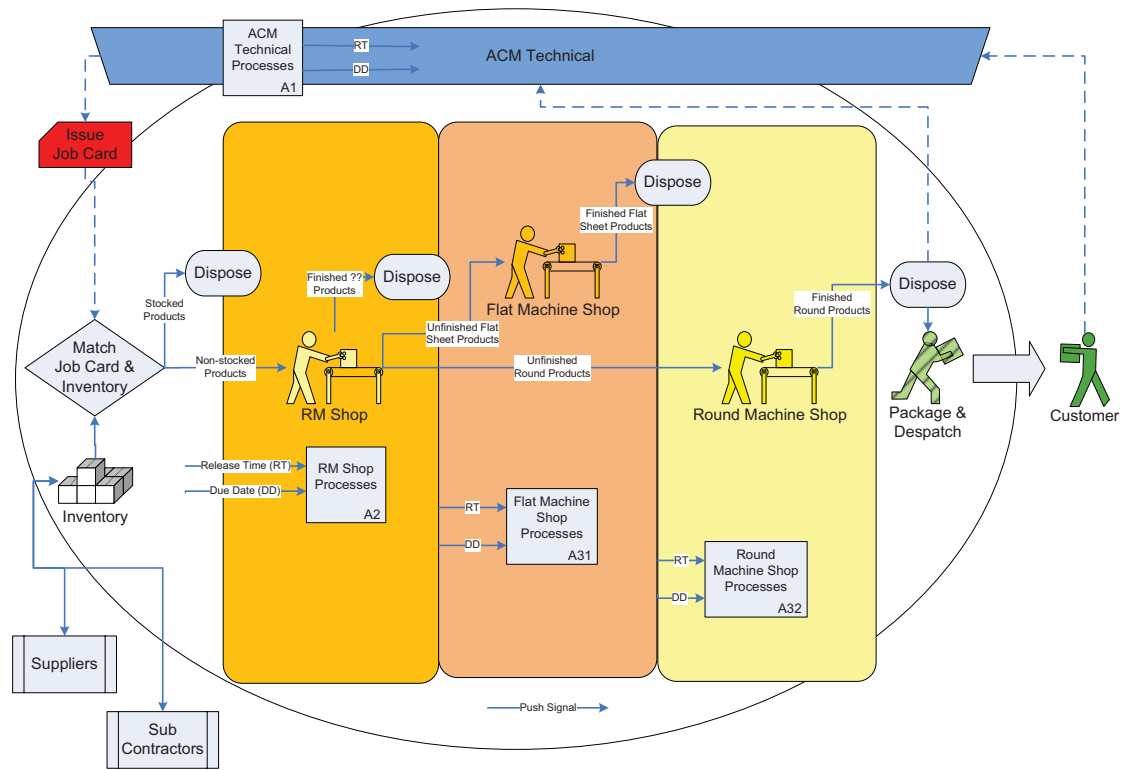 ACM
Technical
Processes
A1
RT
DD
ACM Technical
Issue
Job Card
Dispose
Finished Flat
Sheet Products
Dispose
Finished ??
Products
Dispose
Stocked
Products
Flat Machine Shop
Unfinished Flat
Sheet Products
Finished
Round Products
Dispose
Match
Job Card &
Inventory
Non-stocked
Products
RM Shop
Unfinished
Round Products
Round Machine Shop
Package &
Despatch
Customer
Inventory
Release Time (RT)
Due Date (DD)
RM Shop
Processes
A2
RT
DD
Flat Machine
Shop
Processes
A31
RT
DD
Round
Machine Shop
Processes
A32
Suppliers
Sub
Contractors
Push Signal